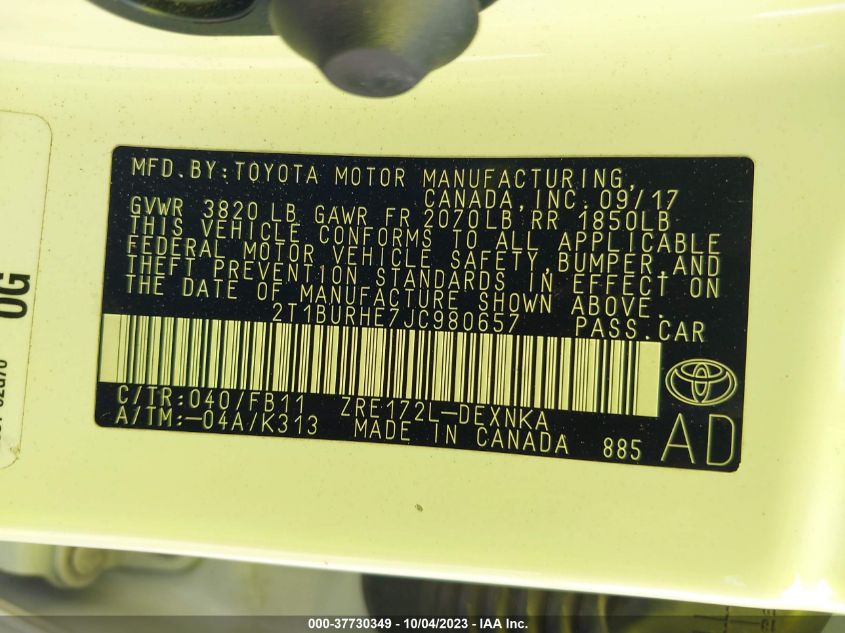 MFD.BY:TOYOTA MOTOR MANUFACTURING,
CANADA,INC. 09/17
GVWR 3820 LB GAWR FR 2070LB RR 1850LB
THIS VEHICLE CONFORMS TO ALL APPLICABLE
FEDERAL MOTOR VEHICLE SAFETY,BUMPER,AND
THEFT PREVENTION STANDARDS IN EFFECT ON
THE DATE OF MANUFACTURE SHOWN ABOVE.
2T1BURHE7JC980657 PASS.CAR
C/TR:040/FB11 ZRE172L-DEXNKA
A/TM:-04A/K313 MADE IN CANADA 885 AD
0G
000-37730349 - 10/04/2023 - © IAA Inc.